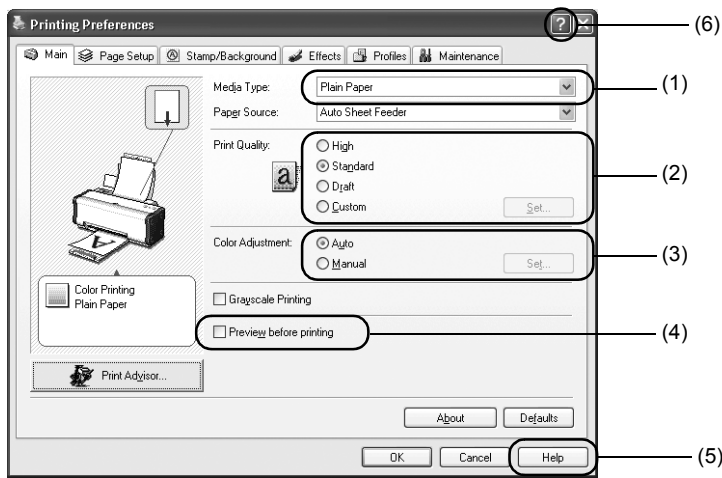 Printing Preferences
? (6)
Main Page Setup Stamp/Background Effects Profiles Maintenance
Media Type: Plain Paper (1)
Paper Source: Auto Sheet Feeder
Print Quality: High
a Standard
Draft (2)
Custom Set...
Color Adjustment: Auto
Manual Set... (3)
Color Printing
Plain Paper
Grayscale Printing
Preview before printing (4)
Print Advisor...
About Defaults
OK Cancel Help (5)
A